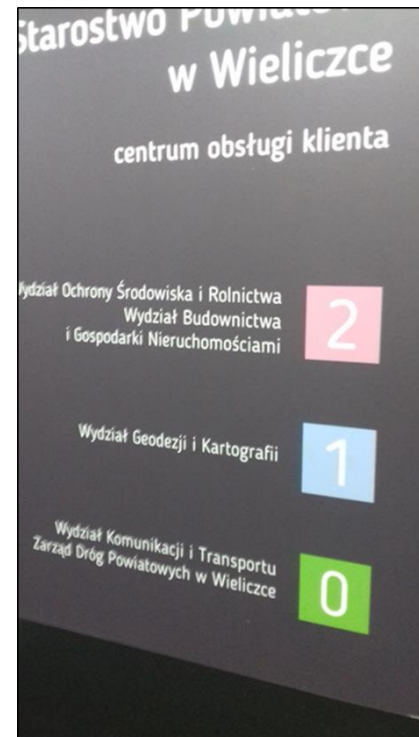 Starostwo
w Wieliczce
centrum obsługi klienta
Wydział Ochrony Środowiska i Rolnictwa
Wydział Budownictwa
i Gospodarki Nieruchomościami
2
Wydział Geodezji i Kartografii
1
Wydział Komunikacji i Transportu
Zarząd Dróg Powiatowych w Wieliczce
0